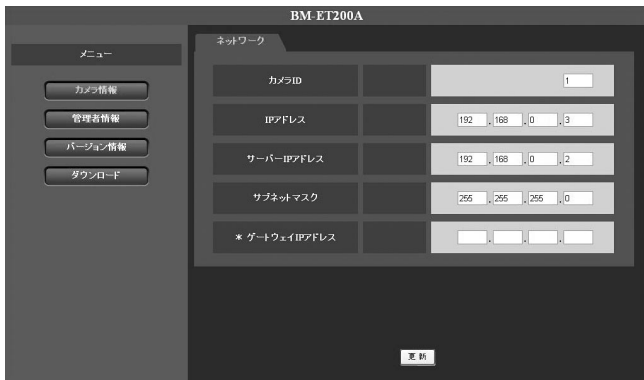 BM-ET200A
メニュー
カメラ情報
管理者情報
バージョン情報
ダウンロード
ネットワーク
カメラID 1
IPアドレス 192 . 168 . 0 . 3
サーバーIPアドレス 192 . 168 . 0 . 2
サブネットマスク 255 . 255 . 255 . 0
* ゲートウェイIPアドレス . . .
更新